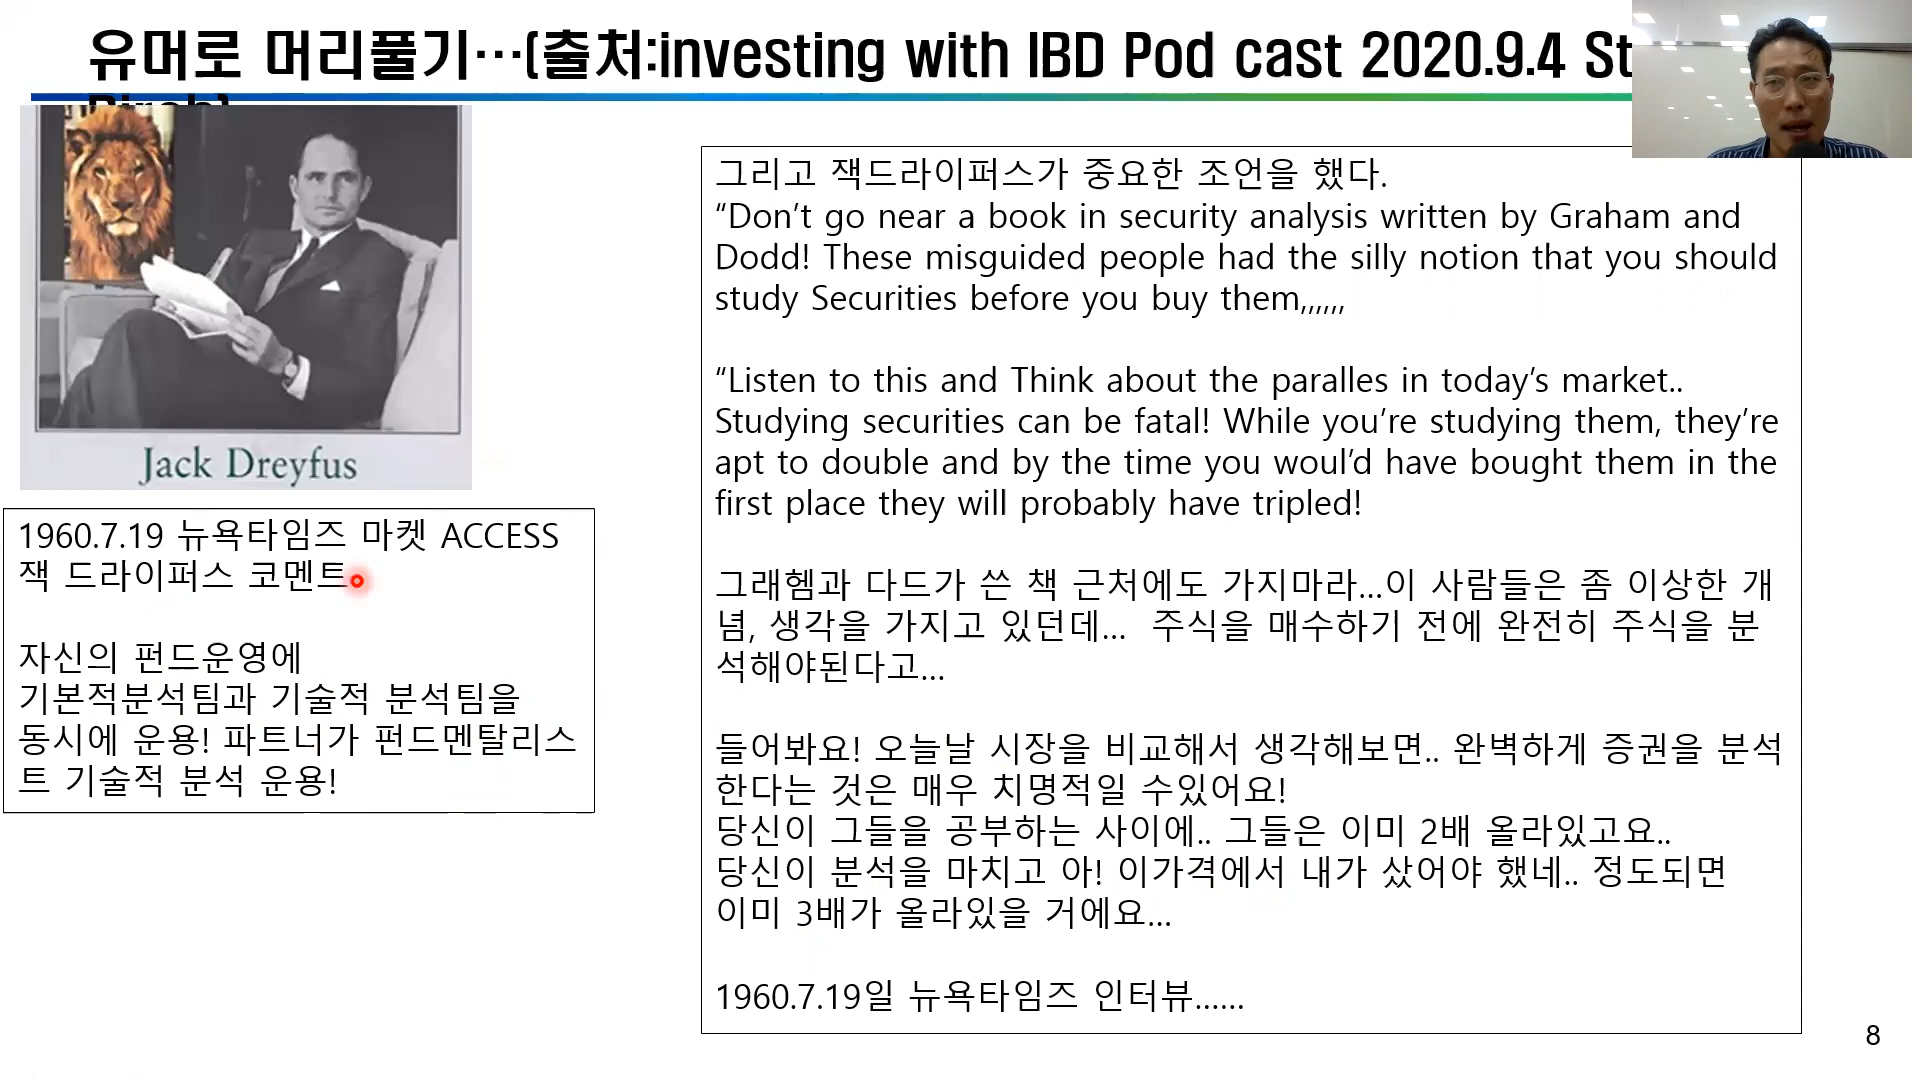 유머로 머리풀기…(출처:investing with IBD Pod cast 2020.9.4 St
Jack Dreyfus
1960.7.19 뉴욕타임즈 마켓 ACCESS
잭 드라이퍼스 코멘트
자신의 펀드운영에
기본적분석팀과 기술적 분석팀을
동시에 운용! 파트너가 펀드멘탈리스
트 기술적 분석 운용!
그리고 잭드라이퍼스가 중요한 조언을 했다.
“Don’t go near a book in security analysis written by Graham and
Dodd! These misguided people had the silly notion that you should
study Securities before you buy them,,,,,,
“Listen to this and Think about the paralles in today’s market..
Studying securities can be fatal! While you’re studying them, they’re
apt to double and by the time you woul’d have bought them in the
first place they will probably have tripled!
그래헴과 다드가 쓴 책 근처에도 가지마라...이 사람들은 좀 이상한 개
념, 생각을 가지고 있던데... 주식을 매수하기 전에 완전히 주식을 분
석해야된다고...
들어봐요! 오늘날 시장을 비교해서 생각해보면.. 완벽하게 증권을 분석
한다는 것은 매우 치명적일 수있어요!
당신이 그들을 공부하는 사이에.. 그들은 이미 2배 올라있고요..
당신이 분석을 마치고 아! 이가격에서 내가 샀어야 했네.. 정도되면
이미 3배가 올라있을 거에요...
1960.7.19일 뉴욕타임즈 인터뷰......
8